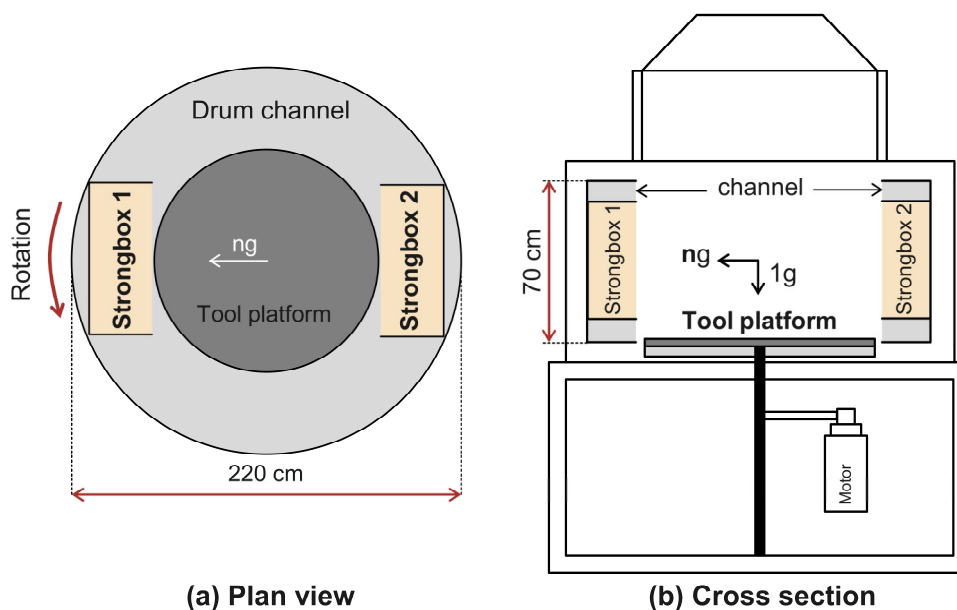 Drum channel
Rotation
Strongbox 1
Strongbox 2
ng
Tool platform
220 cm
(a) Plan view
channel
70 cm
Strongbox 1
Strongbox 2
ng
1g
Tool platform
Motor
(b) Cross section